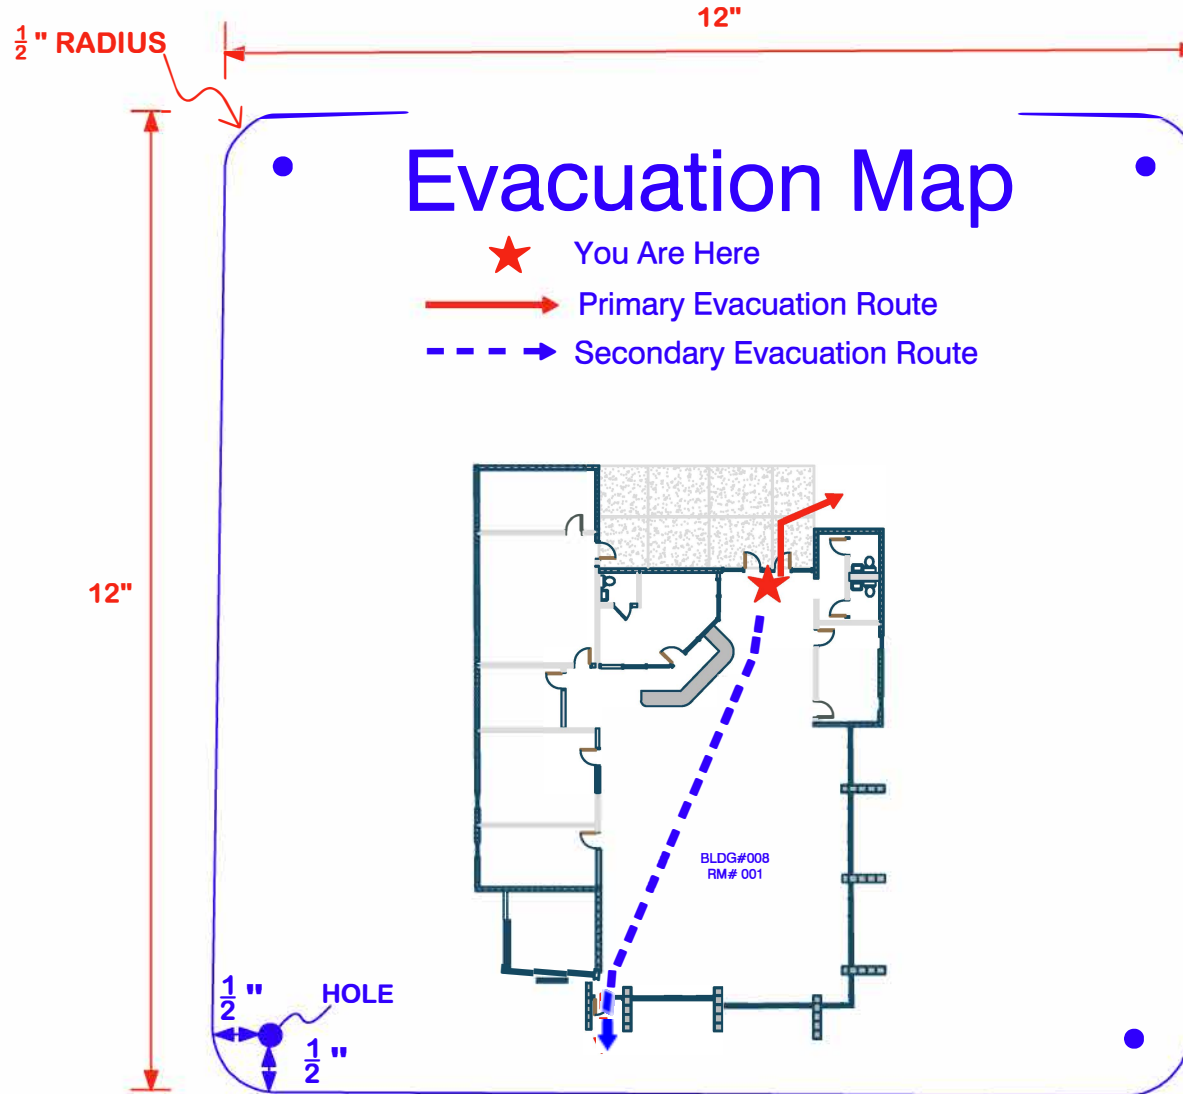 12"
½" RADIUS
Evacuation Map
You Are Here
Primary Evacuation Route
Secondary Evacuation Route
12"
BLDG#008
RM# 001
½"
HOLE
½"